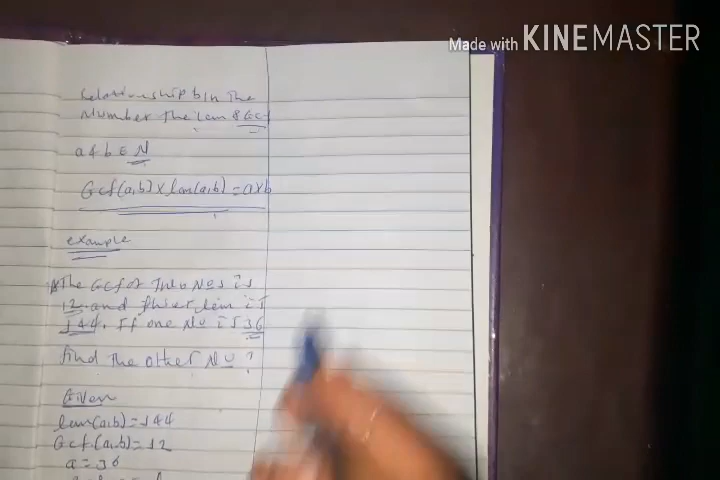 Made with KINEMASTER
Relationship b/n the
Number the lcm & Gcf
a & b ∈ N
Gcf(a,b) x lcm(a,b) = a x b
example
The Gcf of Two No s is
12 and their lcm is
144. If one No is 36
find the other No ?
Given
lcm(a,b) = 144
Gcf(a,b) = 12
a = 36